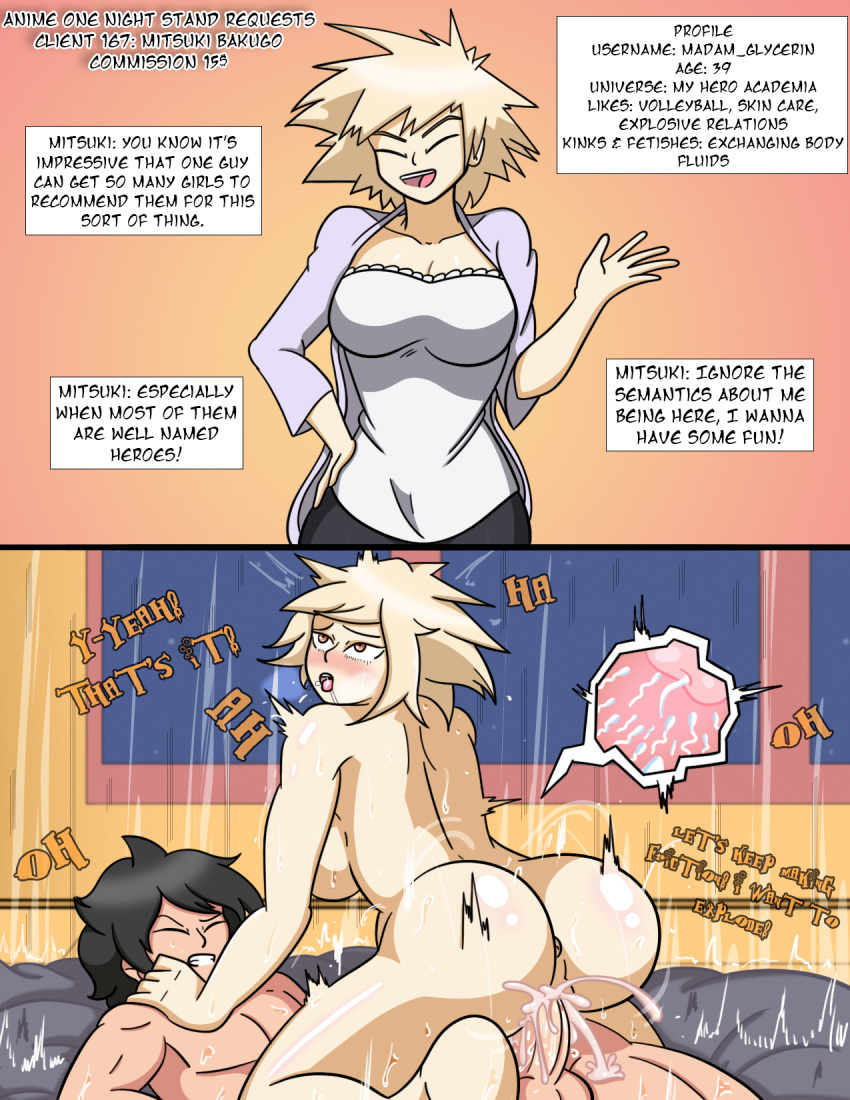 ANIME ONE NIGHT STAND REQUESTS
CLIENT 167: MITSUKI BAKUGO
COMMISSION 155
PROFILE
USERNAME: MADAM_GLYCERIN
AGE: 39
UNIVERSE: MY HERO ACADEMIA
LIKES: VOLLEYBALL, SKIN CARE,
EXPLOSIVE RELATIONS
KINKS & FETISHES: EXCHANGING BODY
FLUIDS
MITSUKI: YOU KNOW IT'S
IMPRESSIVE THAT ONE GUY
CAN GET SO MANY GIRLS TO
RECOMMEND THEM FOR THIS
SORT OF THING.
MITSUKI: ESPECIALLY
WHEN MOST OF THEM
ARE WELL NAMED
HEROES!
MITSUKI: IGNORE THE
SEMANTICS ABOUT ME
BEING HERE, I WANNA
HAVE SOME FUN!
Y-YEAH!
THAT'S IT!
HA
AH
OH
OH
LET'S KEEP MAKING
FRICTION! I WANT TO
EXPLODE!